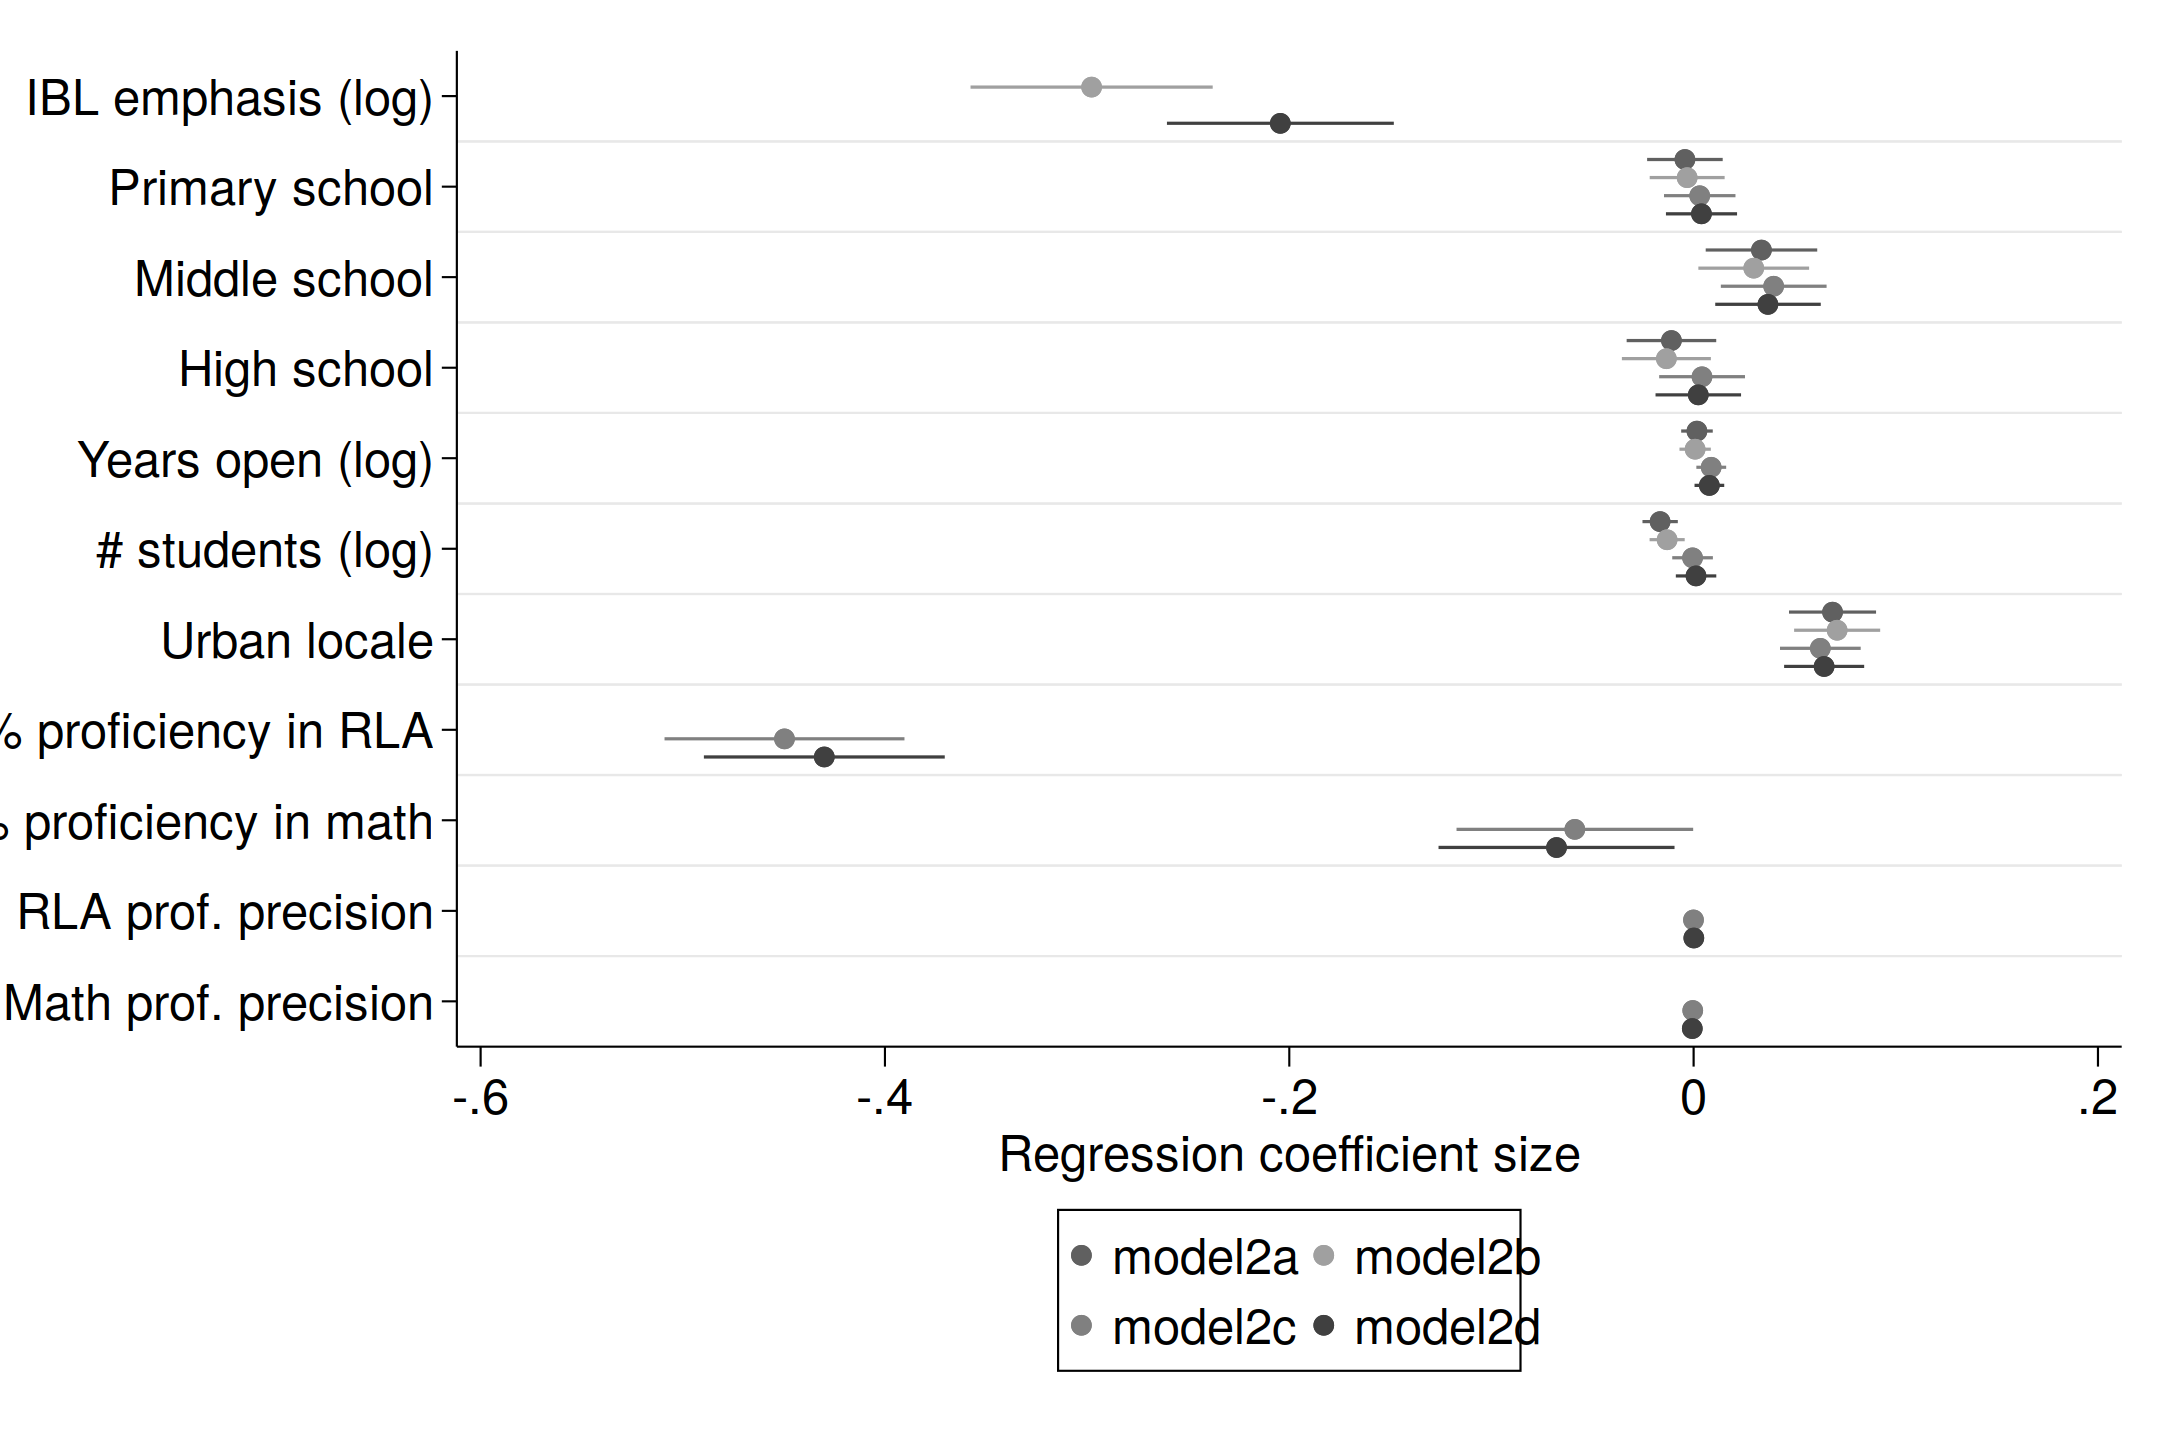 IBL emphasis (log)
Primary school
Middle school
High school
Years open (log)
# students (log)
Urban locale
% proficiency in RLA
% proficiency in math
RLA prof. precision
Math prof. precision
-.6 -.4 -.2 0 .2
Regression coefficient size
model2a model2b
model2c model2d